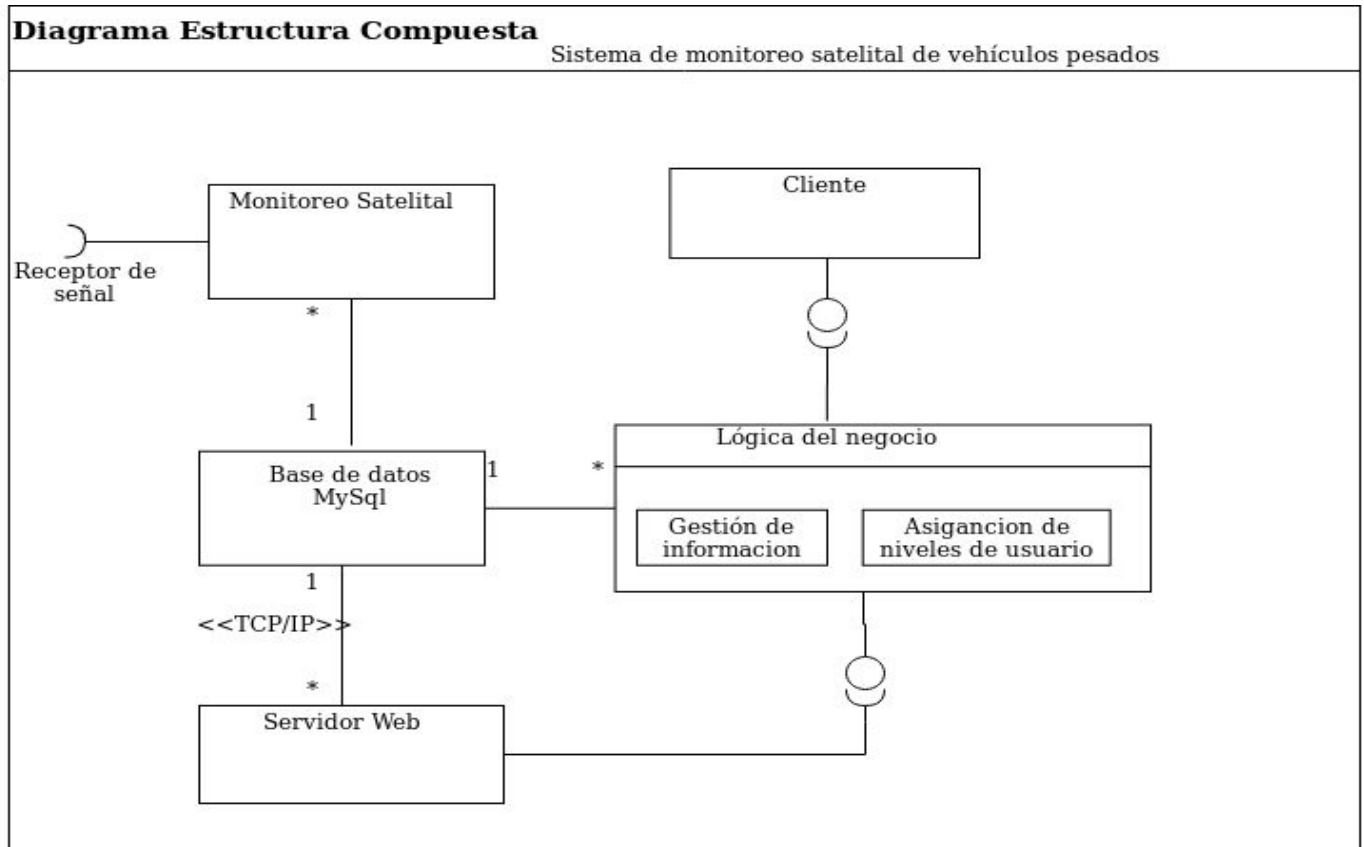 Diagrama Estructura Compuesta
Sistema de monitoreo satelital de vehículos pesados
Monitoreo Satelital
Cliente
Receptor de
señal
*
1
Lógica del negocio
Base de datos
MySql
1
*
Gestión de
informacion
Asigancion de
niveles de usuario
1
<<TCP/IP>>
*
Servidor Web